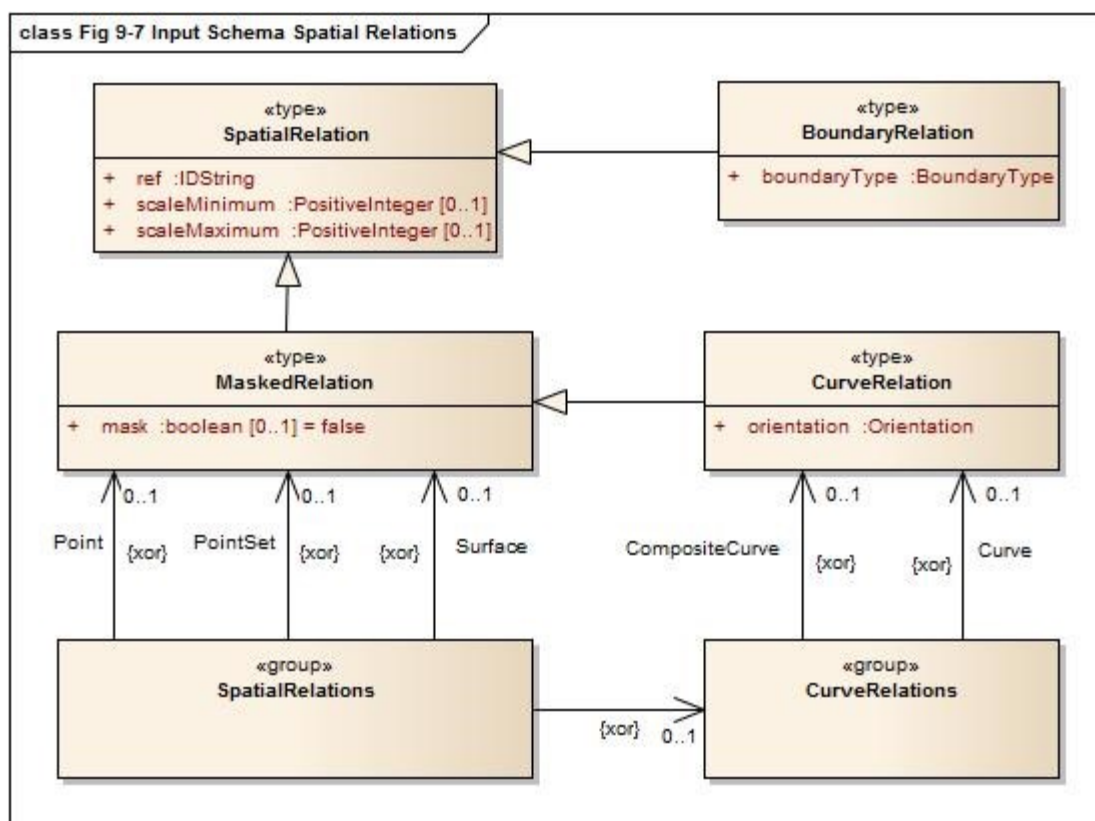 class Fig 9-7 Input Schema Spatial Relations
«type»
SpatialRelation
+ ref :IDString
+ scaleMinimum :PositiveInteger [0..1]
+ scaleMaximum :PositiveInteger [0..1]
«type»
BoundaryRelation
+ boundaryType :BoundaryType
«type»
MaskedRelation
+ mask :boolean [0..1] = false
«type»
CurveRelation
+ orientation :Orientation
0..1
0..1
0..1
0..1
0..1
Point
{xor}
PointSet
{xor}
{xor}
Surface
CompositeCurve
{xor}
{xor}
Curve
«group»
SpatialRelations
{xor}
0..1
«group»
CurveRelations